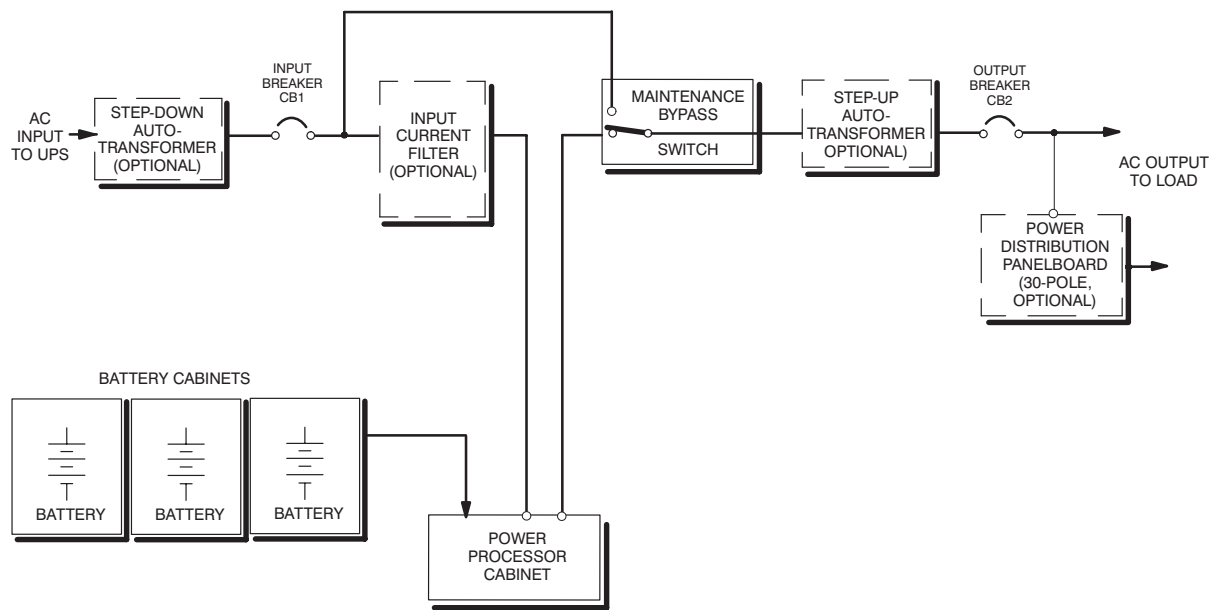 AC
INPUT
TO UPS
STEP-DOWN
AUTO-
TRANSFORMER
(OPTIONAL)
INPUT
BREAKER
CB1
INPUT
CURRENT
FILTER
(OPTIONAL)
MAINTENANCE
BYPASS
SWITCH
STEP-UP
AUTO-
TRANSFORMER
OPTIONAL)
OUTPUT
BREAKER
CB2
AC OUTPUT
TO LOAD
POWER
DISTRIBUTION
PANELBOARD
(30-POLE,
OPTIONAL)
BATTERY CABINETS
BATTERY
BATTERY
BATTERY
POWER
PROCESSOR
CABINET